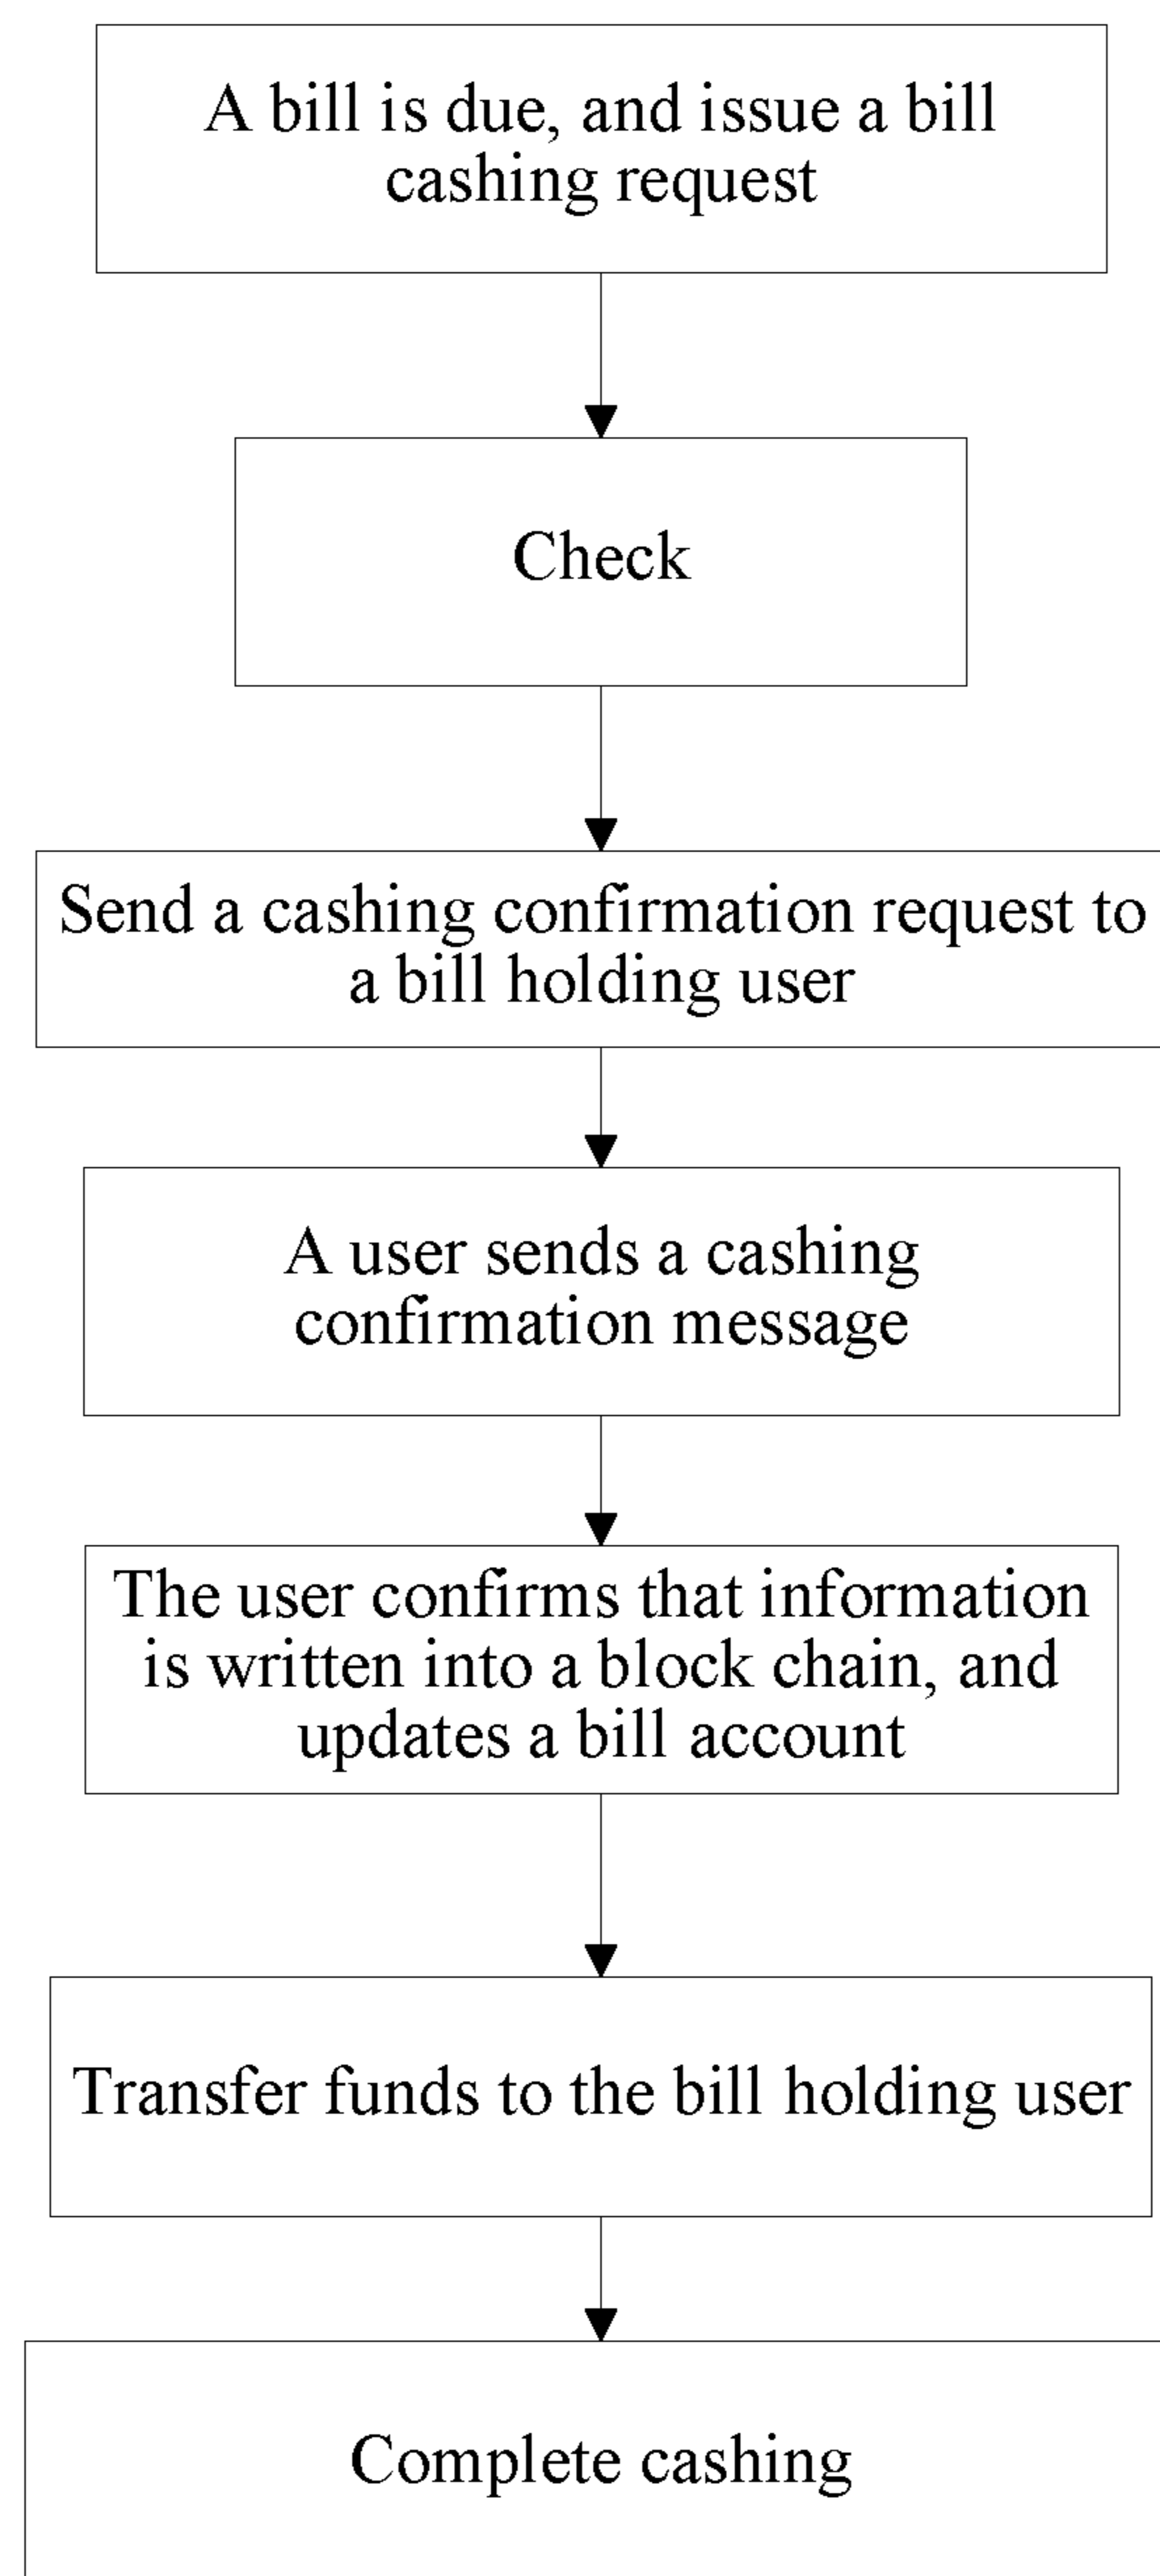 A bill is due, and issue a bill
cashing request
Check
Send a cashing confirmation request to
a bill holding user
A user sends a cashing
confirmation message
The user confirms that information
is written into a block chain, and
updates a bill account
Transfer funds to the bill holding user
Complete cashing